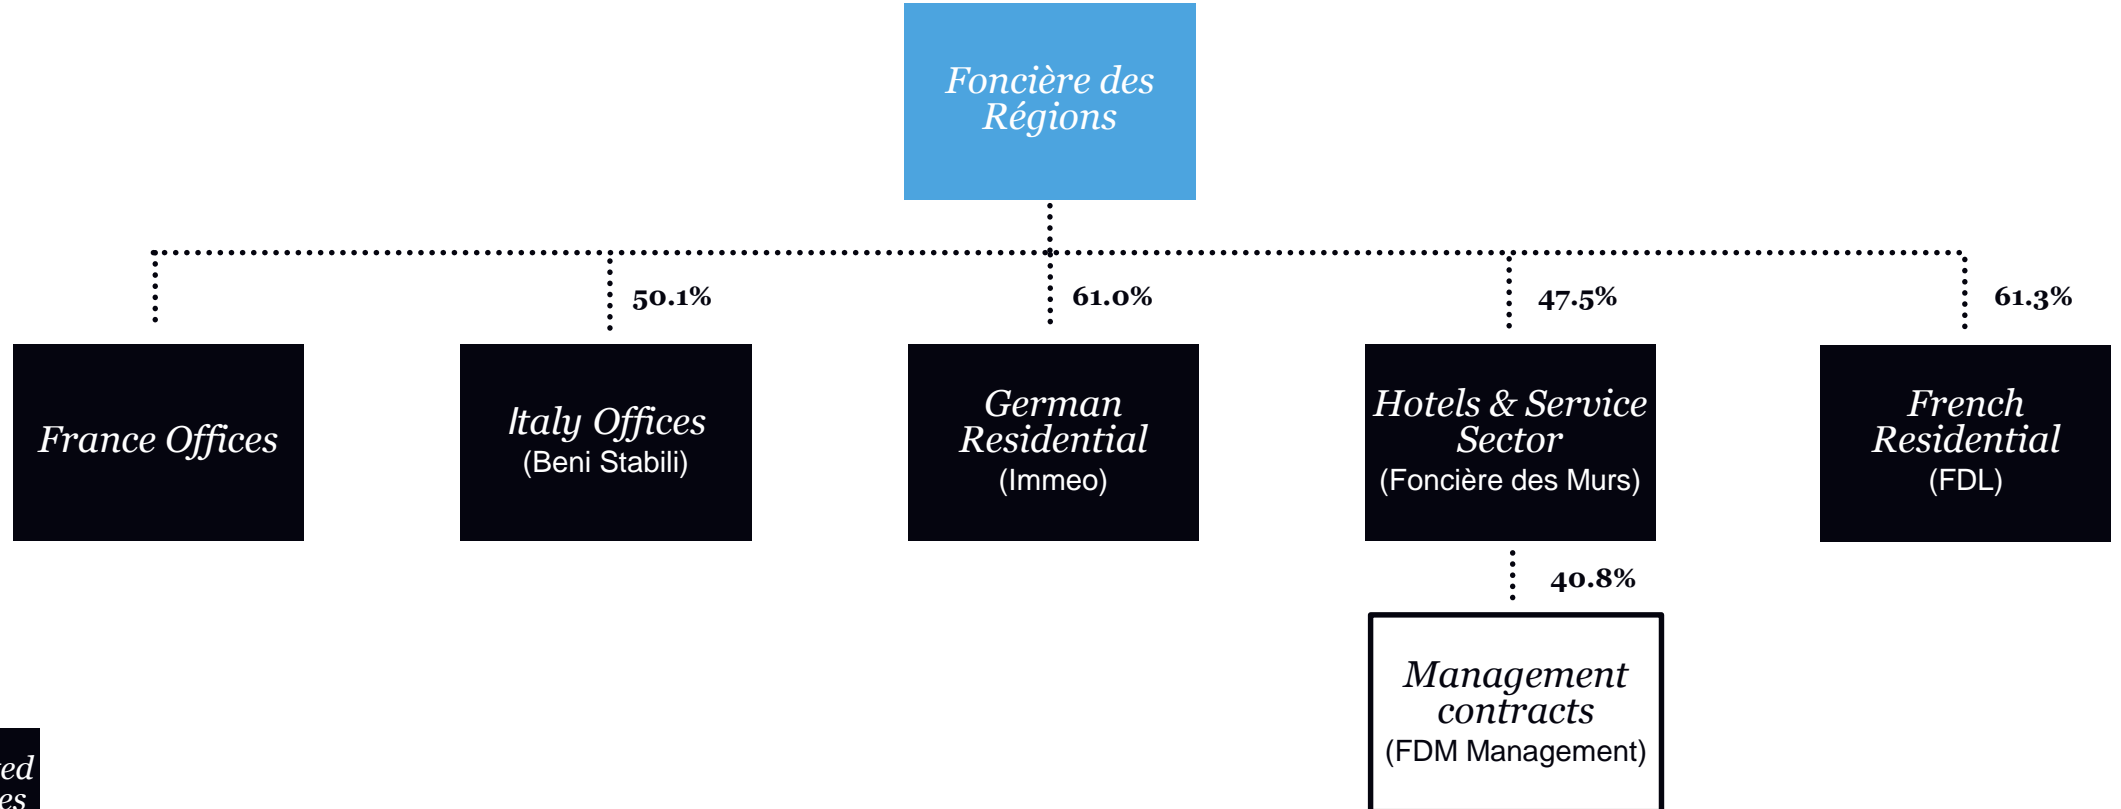 Foncière des
Régions
50.1%
61.0%
47.5%
61.3%
France Offices
Italy Offices
(Beni Stabili)
German
Residential
(Immeo)
Hotels & Service
Sector
(Foncière des Murs)
French
Residential
(FDL)
40.8%
Management
contracts
(FDM Management)